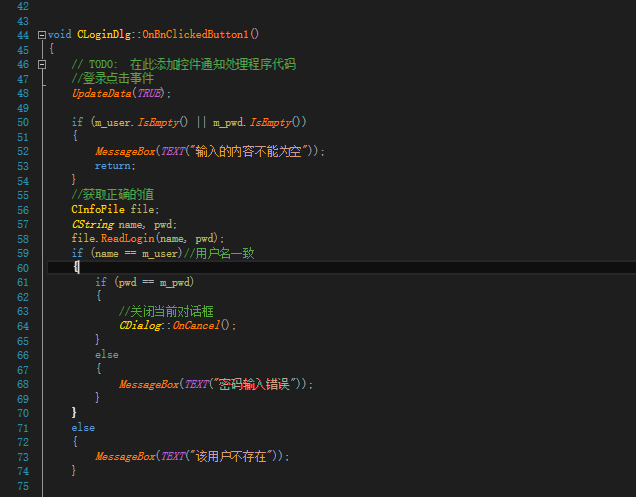 42
43
44 void CLoginDlg::OnBnClickedButton1()
45 {
46 // TODO: 在此添加控件通知处理程序代码
47 //登录点击事件
48 UpdateData(TRUE);
49
50 if (m_user.IsEmpty() || m_pwd.IsEmpty())
51 {
52 MessageBox(TEXT("输入的内容不能为空"));
53 return;
54 }
55 //获取正确的值
56 CInfoFile file;
57 CString name, pwd;
58 file.ReadLogin(name, pwd);
59 if (name == m_user)//用户名一致
60 {
61 if (pwd == m_pwd)
62 {
63 //关闭当前对话框
64 CDialog::OnCancel();
65 }
66 else
67 {
68 MessageBox(TEXT("密码输入错误"));
69 }
70 }
71 else
72 {
73 MessageBox(TEXT("该用户不存在"));
74 }
75